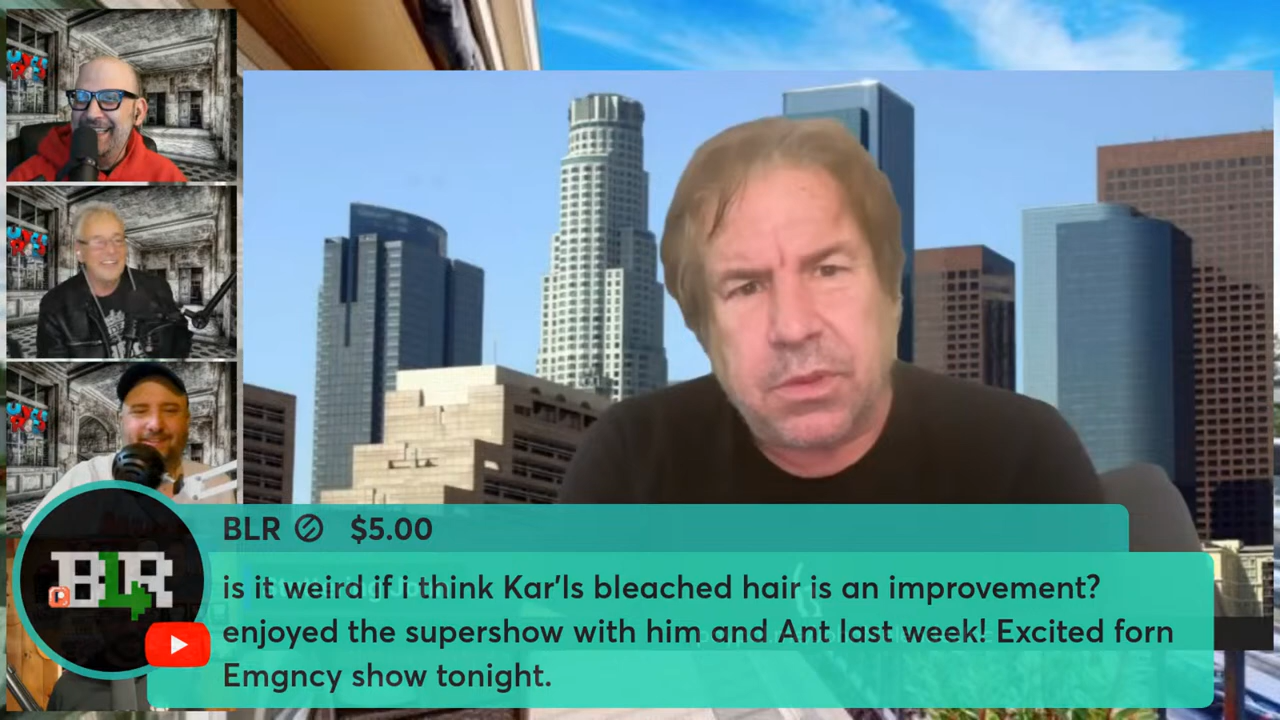 BLR $5.00
is it weird if i think Kar'ls bleached hair is an improvement?
enjoyed the supershow with him and Ant last week! Excited forn
Emgncy show tonight.
BLR